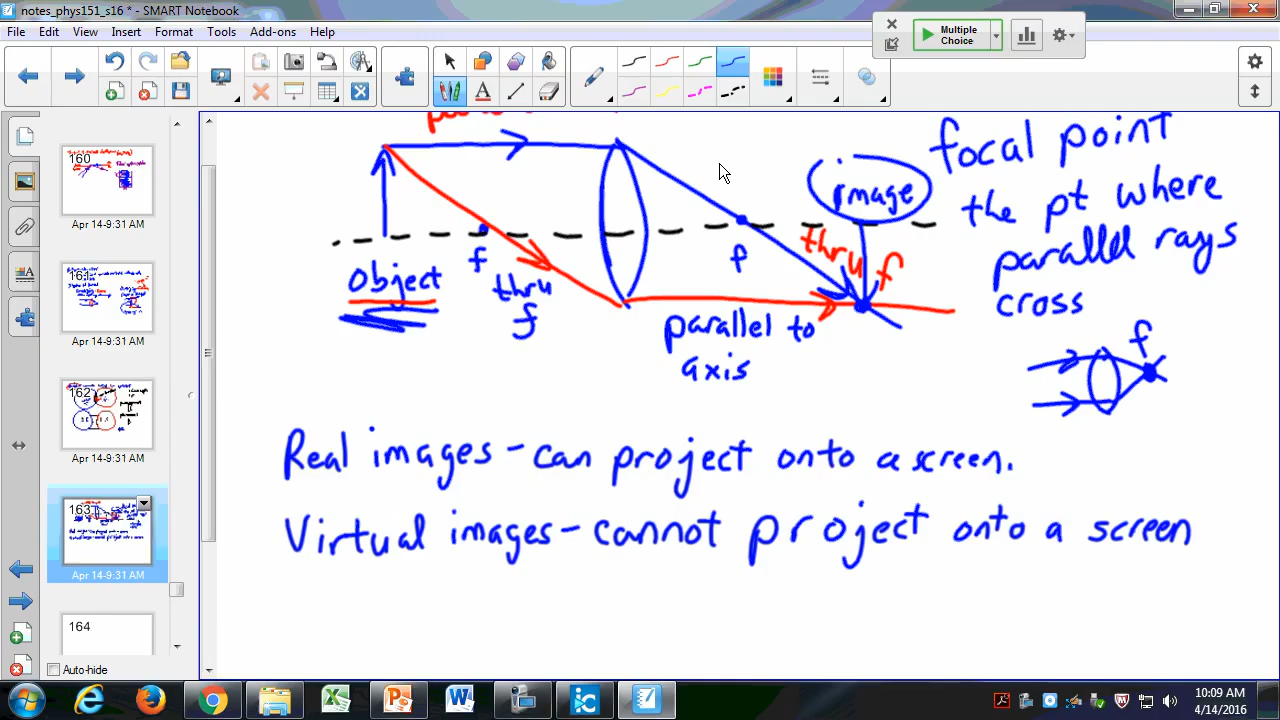 notes_phys151_s16 * - SMART Notebook
File Edit View Insert Format Tools Add-ons Help
Multiple Choice
160
Apr 14-9:31 AM
161
Apr 14-9:31 AM
162
Apr 14-9:31 AM
163
Apr 14-9:31 AM
164
Auto-hide
focal point
the pt where
parallel rays
cross
image
f
f
thru
f
object
thru
f
parallel to
axis
f
Real images - can project onto a screen.
Virtual images - cannot project onto a screen
10:09 AM
4/14/2016